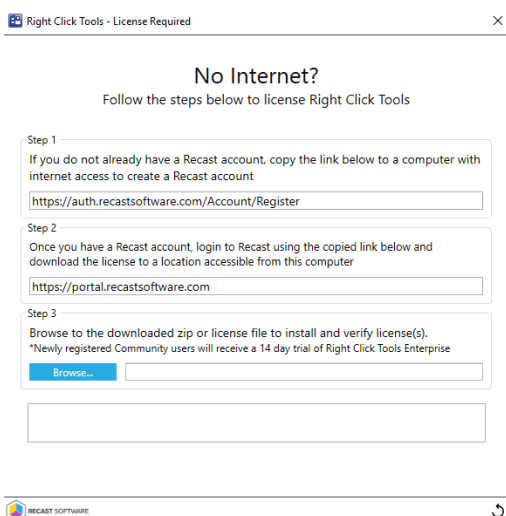 Right Click Tools - License Required
No Internet?
Follow the steps below to license Right Click Tools
Step 1
If you do not already have a Recast account, copy the link below to a computer with
internet access to create a Recast account
https://auth.recastsoftware.com/Account/Register
Step 2
Once you have a Recast account, login to Recast using the copied link below and
download the license to a location accessible from this computer
https://portal.recastsoftware.com
Step 3
Browse to the downloaded zip or license file to install and verify license(s).
*Newly registered Community users will receive a 14 day trial of Right Click Tools Enterprise
Browse...
RECAST SOFTWARE